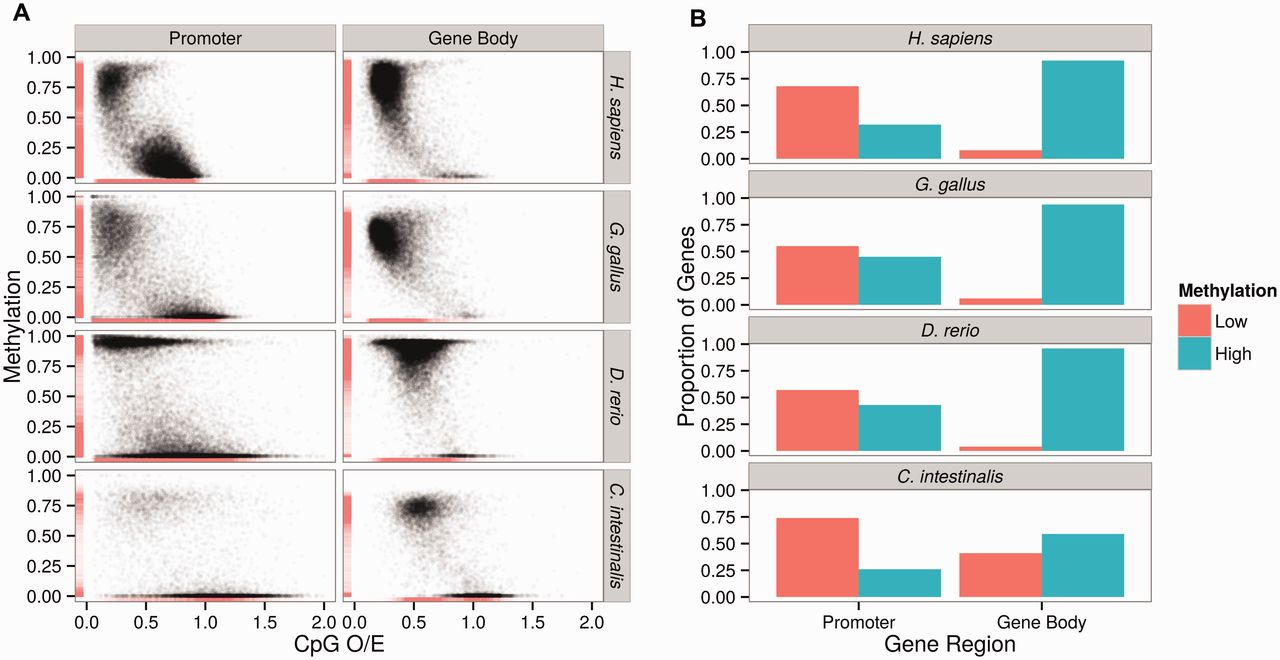 A
Promoter
Gene Body
1.00
0.75
0.50
0.25
0.00
H. sapiens
1.00
0.75
0.50
0.25
0.00
G. gallus
1.00
0.75
0.50
0.25
0.00
D. rerio
1.00
0.75
0.50
0.25
0.00
C. intestinalis
Methylation
0.0 0.5 1.0 1.5 2.0
0.0 0.5 1.0 1.5 2.0
CpG O/E
B
H. sapiens
1.00
0.75
0.50
0.25
0.00
G. gallus
1.00
0.75
0.50
0.25
0.00
D. rerio
1.00
0.75
0.50
0.25
0.00
C. intestinalis
1.00
0.75
0.50
0.25
0.00
Proportion of Genes
Promoter
Gene Body
Gene Region
Methylation
Low
High